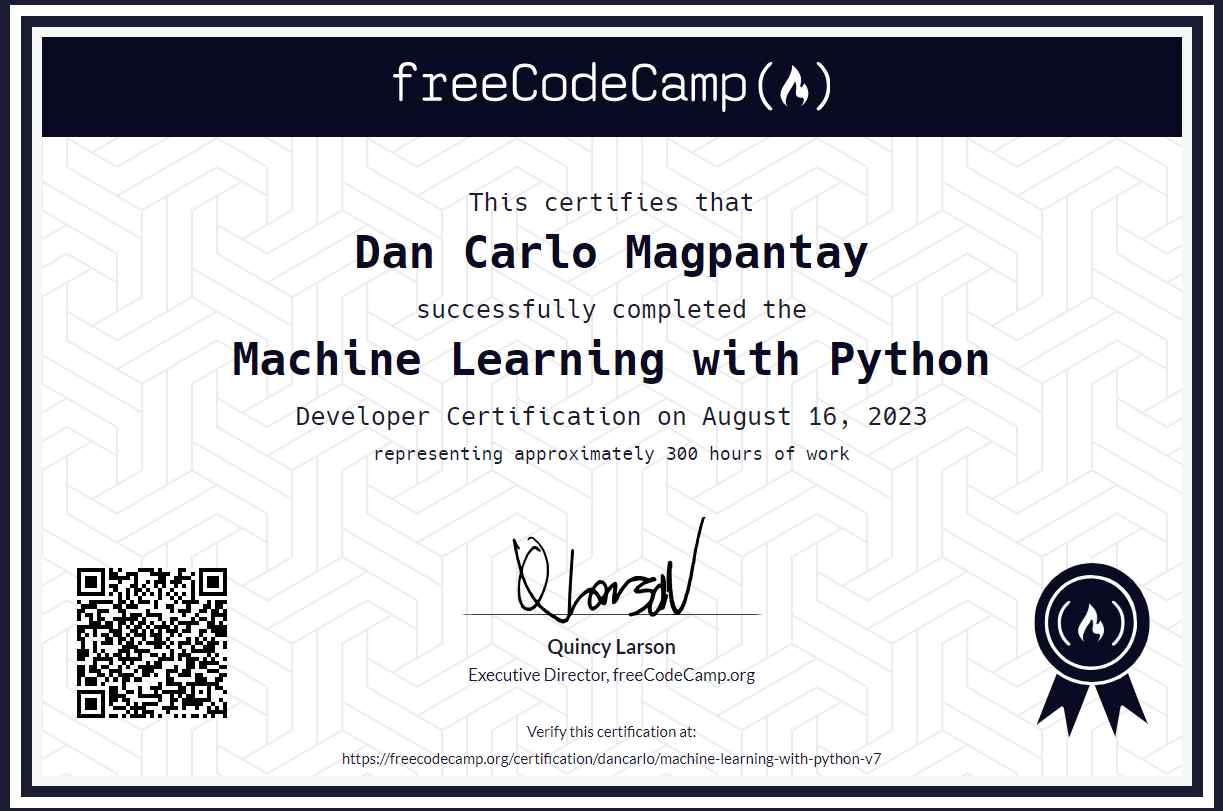 freeCodeCamp
This certifies that
Dan Carlo Magpantay
successfully completed the
Machine Learning with Python
Developer Certification on August 16, 2023
representing approximately 300 hours of work
Q Larson
Quincy Larson
Executive Director, freeCodeCamp.org
Verify this certification at:
https://freecodecamp.org/certification/dancarlo/machine-learning-with-python-v7